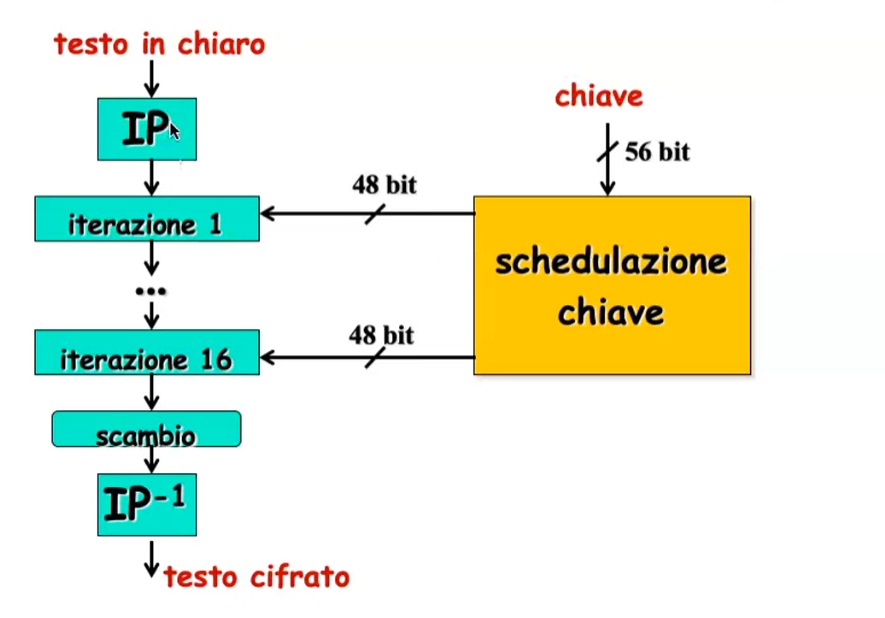 testo in chiaro
IP
iterazione 1
...
iterazione 16
scambio
IP-1
testo cifrato
chiave
56 bit
48 bit
48 bit
schedulazione
chiave